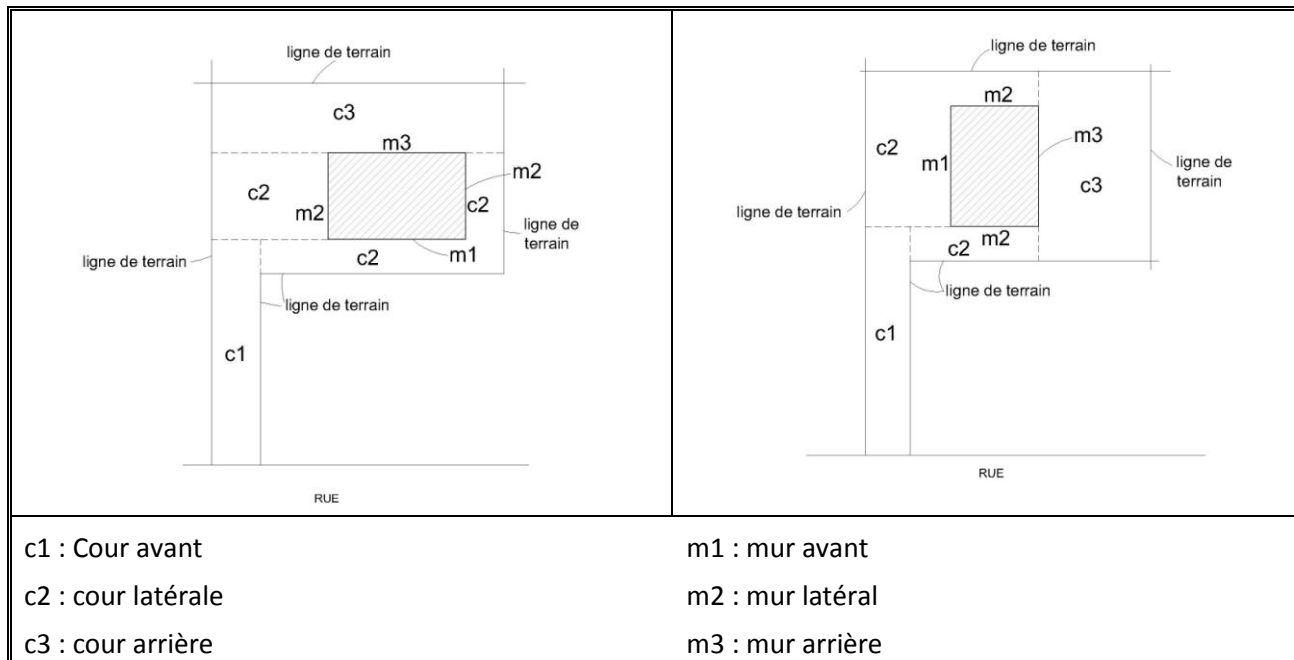 ligne de terrain
c3
m3
m2
c2
m2
c2
ligne de
terrain
ligne de terrain
c2
m1
ligne de terrain
c1
RUE
ligne de terrain
m2
m3
c2
m1
ligne de
terrain
c3
ligne de terrain
m2
c2
ligne de terrain
c1
RUE
c1 : Cour avant
c2 : cour latérale
c3 : cour arrière
m1 : mur avant
m2 : mur latéral
m3 : mur arrière